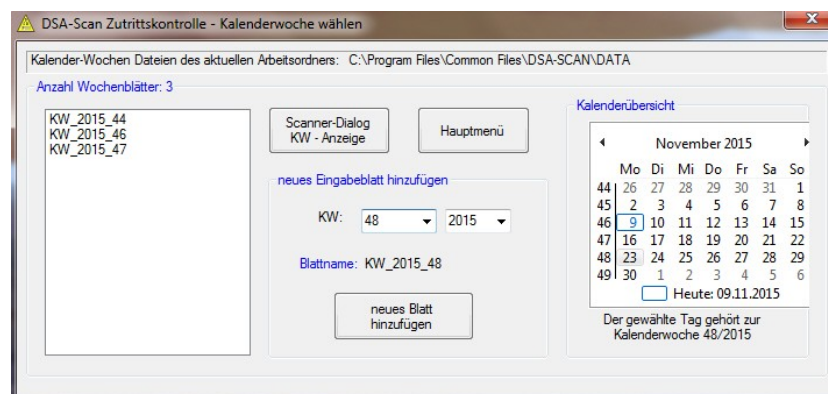 DSA-Scan Zutrittskontrolle - Kalenderwoche wählen
Kalender-Wochen Dateien des aktuellen Arbeitsordners: C:\Program Files\Common Files\DSA-SCAN\DATA
Anzahl Wochenblätter: 3
KW_2015_44
KW_2015_46
KW_2015_47
Scanner-Dialog
KW - Anzeige
Hauptmenü
neues Eingabeblatt hinzufügen
KW: 48 2015
Blattname: KW_2015_48
neues Blatt
hinzufügen
Kalenderübersicht
November 2015
Mo Di Mi Do Fr Sa So
44 26 27 28 29 30 31 1
45 2 3 4 5 6 7 8
46 9 10 11 12 13 14 15
47 16 17 18 19 20 21 22
48 23 24 25 26 27 28 29
49 30 1 2 3 4 5 6
Heute: 09.11.2015
Der gewählte Tag gehört zur
Kalenderwoche 48/2015